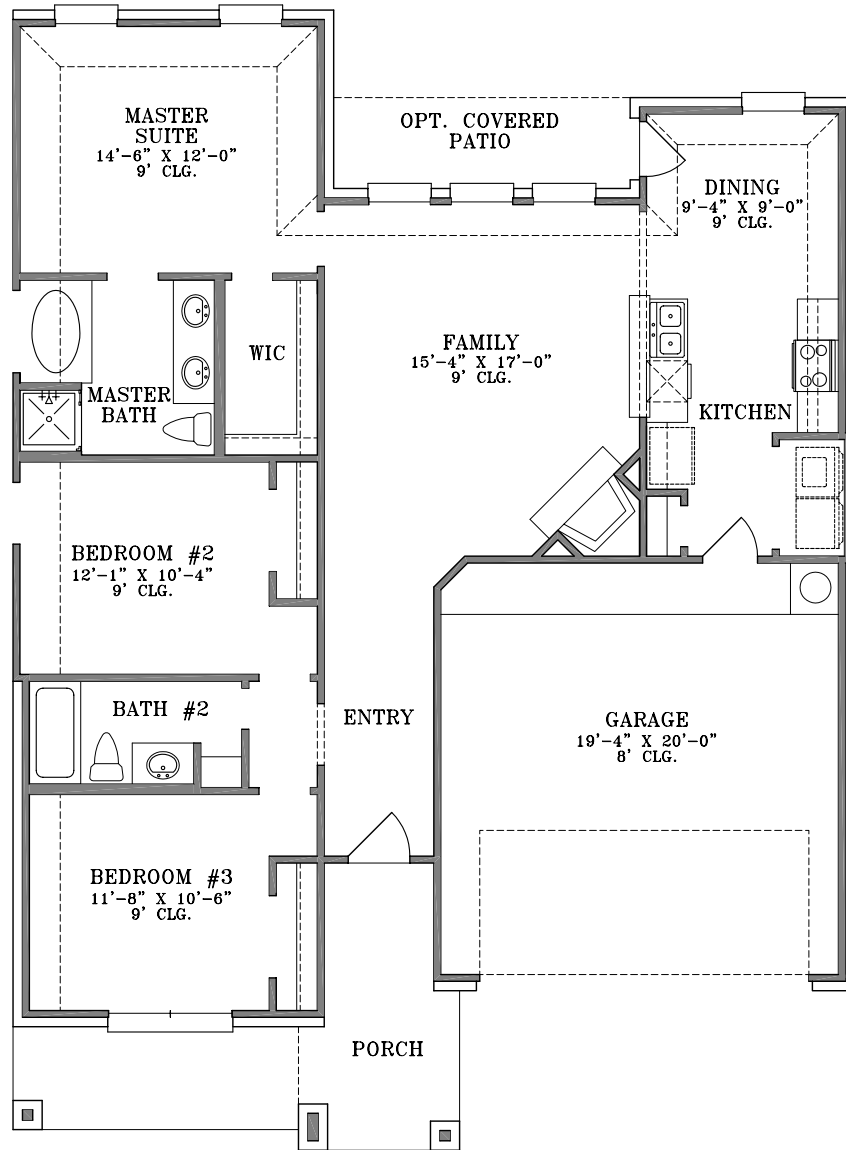 MASTER
SUITE
14'-6" X 12'-0"
9' CLG.
OPT. COVERED
PATIO
DINING
9'-4" X 9'-0"
9' CLG.
FAMILY
15'-4" X 17'-0"
9' CLG.
WIC
MASTER
BATH
KITCHEN
BEDROOM #2
12'-1" X 10'-4"
9' CLG.
BATH #2
ENTRY
GARAGE
19'-4" X 20'-0"
8' CLG.
BEDROOM #3
11'-8" X 10'-6"
9' CLG.
PORCH